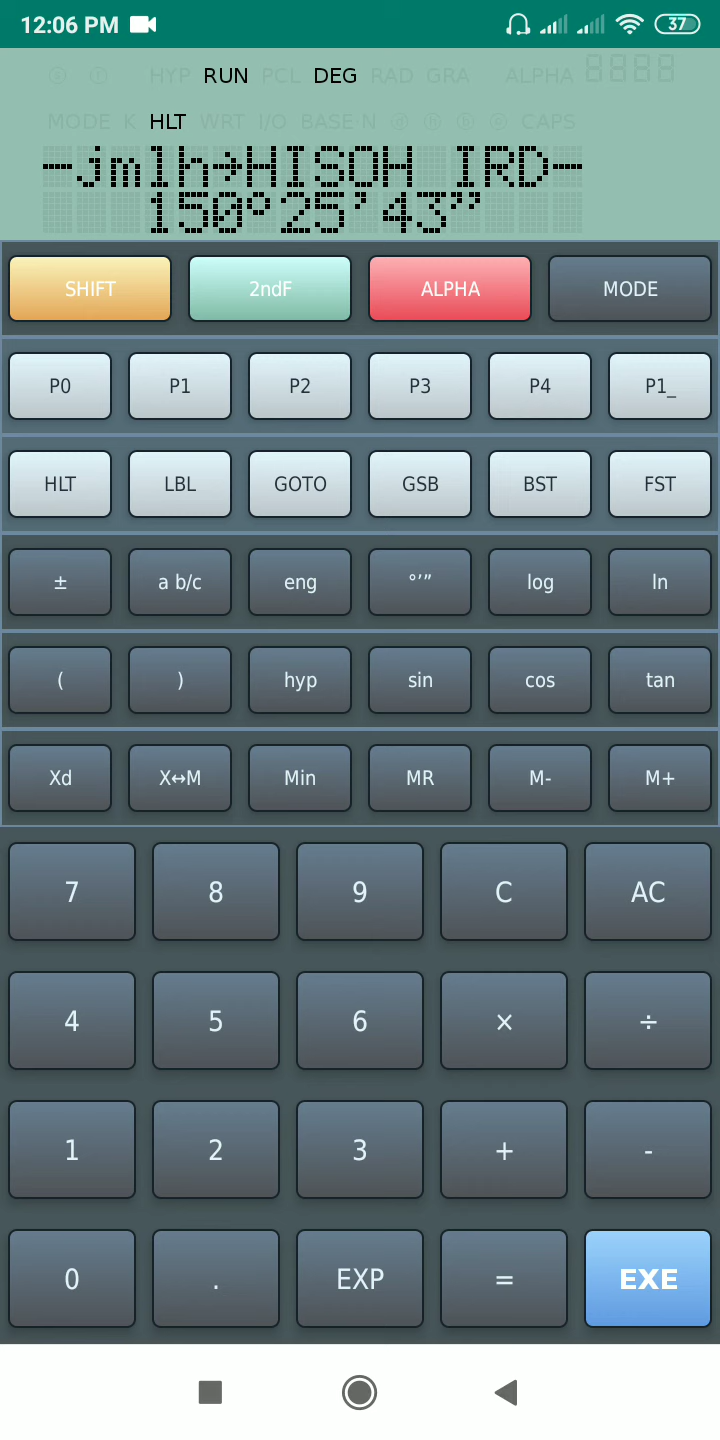 12:06 PM 37
S F HYP RUN PCL DEG RAD GRA ALPHA 8888
MODE K HLT WRT I/O BASE-N d h b o CAPS
-jmlh→HISOH IRD-
150°25’43”
SHIFT 2ndF ALPHA MODE
P0 P1 P2 P3 P4 P1_
HLT LBL GOTO GSB BST FST
± a b/c eng °’” log ln
( ) hyp sin cos tan
Xd X↔M Min MR M- M+
7 8 9 C AC
4 5 6 × ÷
1 2 3 + -
0 . EXP = EXE